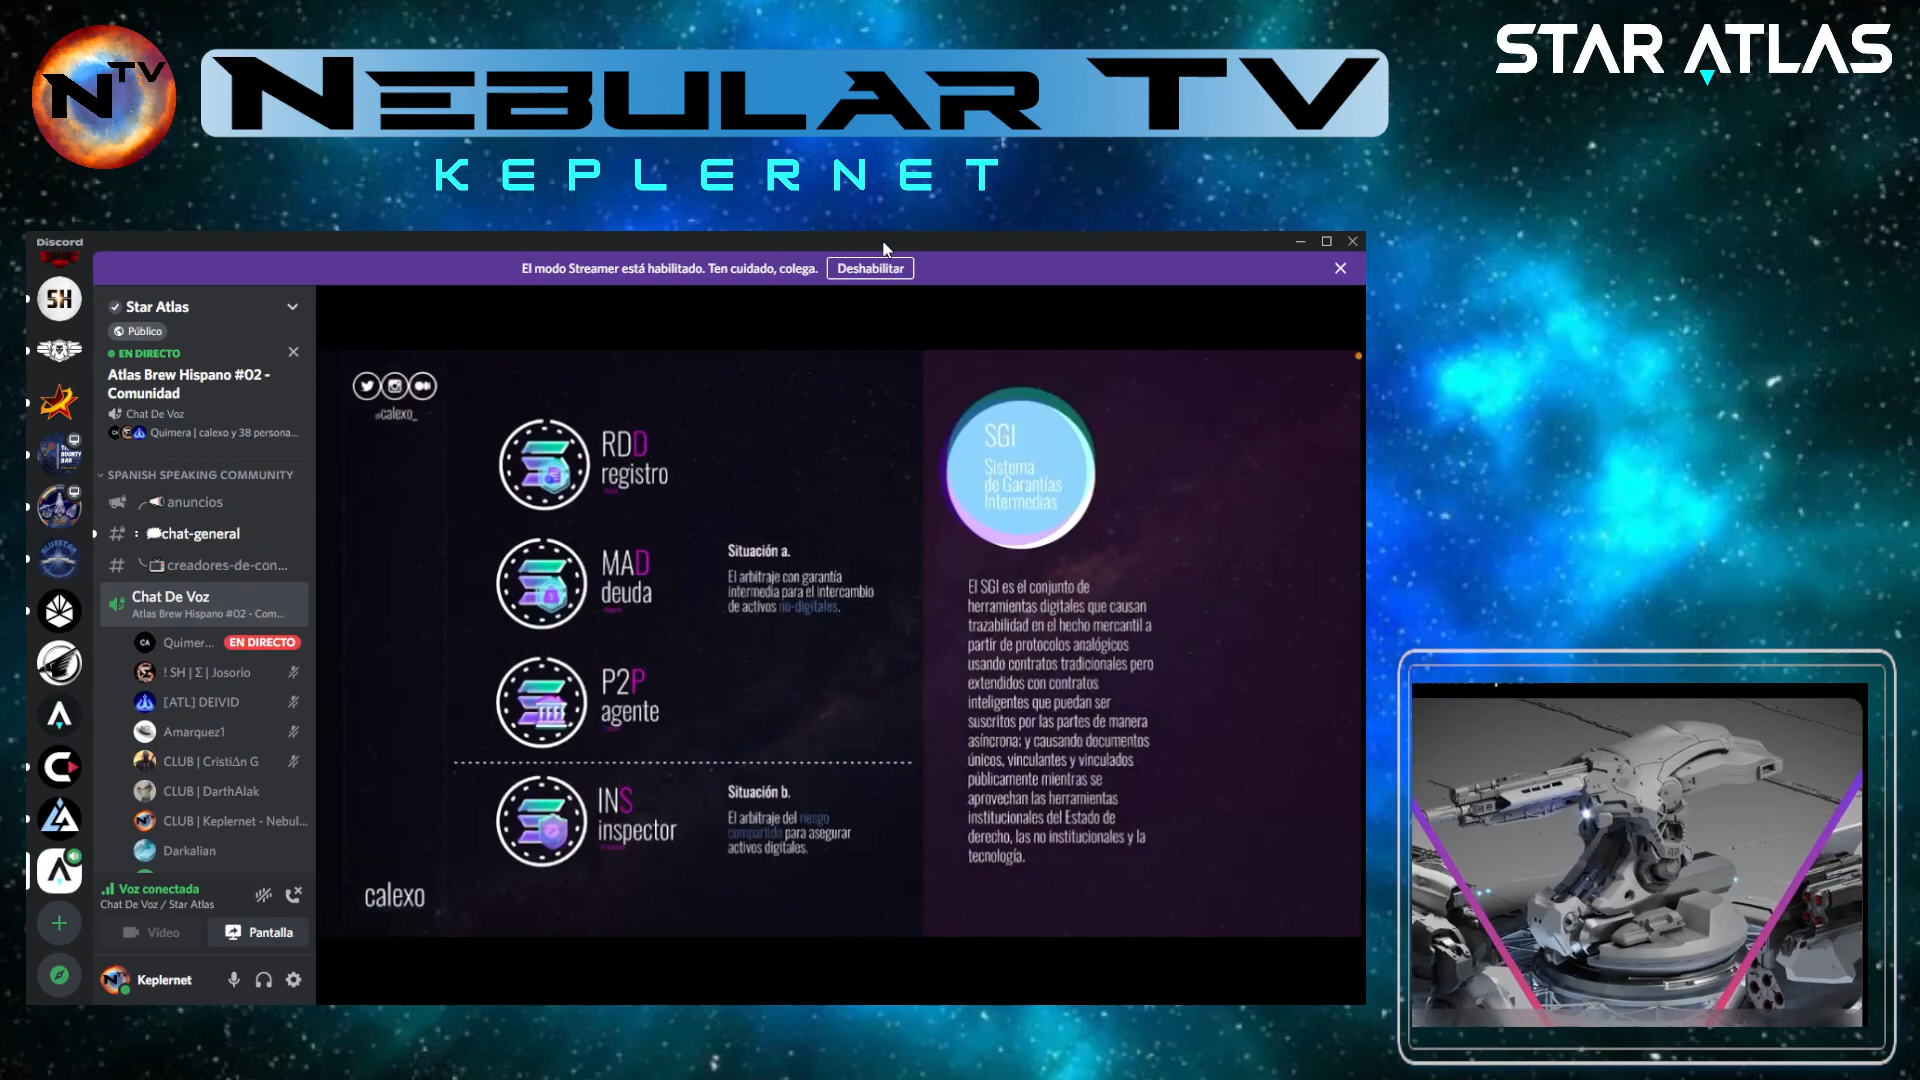 NTV
NEBULAR TV
KEPLERNET
STAR ATLAS
Discord
El modo Streamer está habilitado. Ten cuidado, colega.
Deshabilitar
SH
Star Atlas
Público
EN DIRECTO
Atlas Brew Hispano #02 -
Comunidad
Chat De Voz
Quimera | calexo y 38 persona...
SPANISH SPEAKING COMMUNITY
anuncios
chat-general
creadores-de-con...
Chat De Voz
Atlas Brew Hispano #02 - Com...
Quimer... EN DIRECTO
! SH | Σ | Josorio
[ATL] DEIVID
Amarquez1
CLUB | Cristi∆n G
CLUB | DarthAlak
CLUB | Keplernet - Nebul...
Darkalian
Voz conectada
Chat De Voz / Star Atlas
Vídeo
Pantalla
Keplernet
@calexo_
RDD
registro
MAD
deuda
P2P
agente
INS
inspector
Situación a.
El arbitraje con garantía
intermedia para el intercambio
de activos no-digitales.
Situación b.
El arbitraje del riesgo
compartido para asegurar
activos digitales.
calexo
SGI
Sistema
de Garantías
Intermedias
El SGI es el conjunto de
herramientas digitales que causan
trazabilidad en el hecho mercantil a
partir de protocolos analógicos
usando contratos tradicionales pero
extendidos con contratos
inteligentes que puedan ser
suscritos por las partes de manera
asíncrona; y causando documentos
únicos, vinculantes y vinculados
públicamente mientras se
aprovechan las herramientas
institucionales del Estado de
derecho, las no institucionales y la
tecnología.